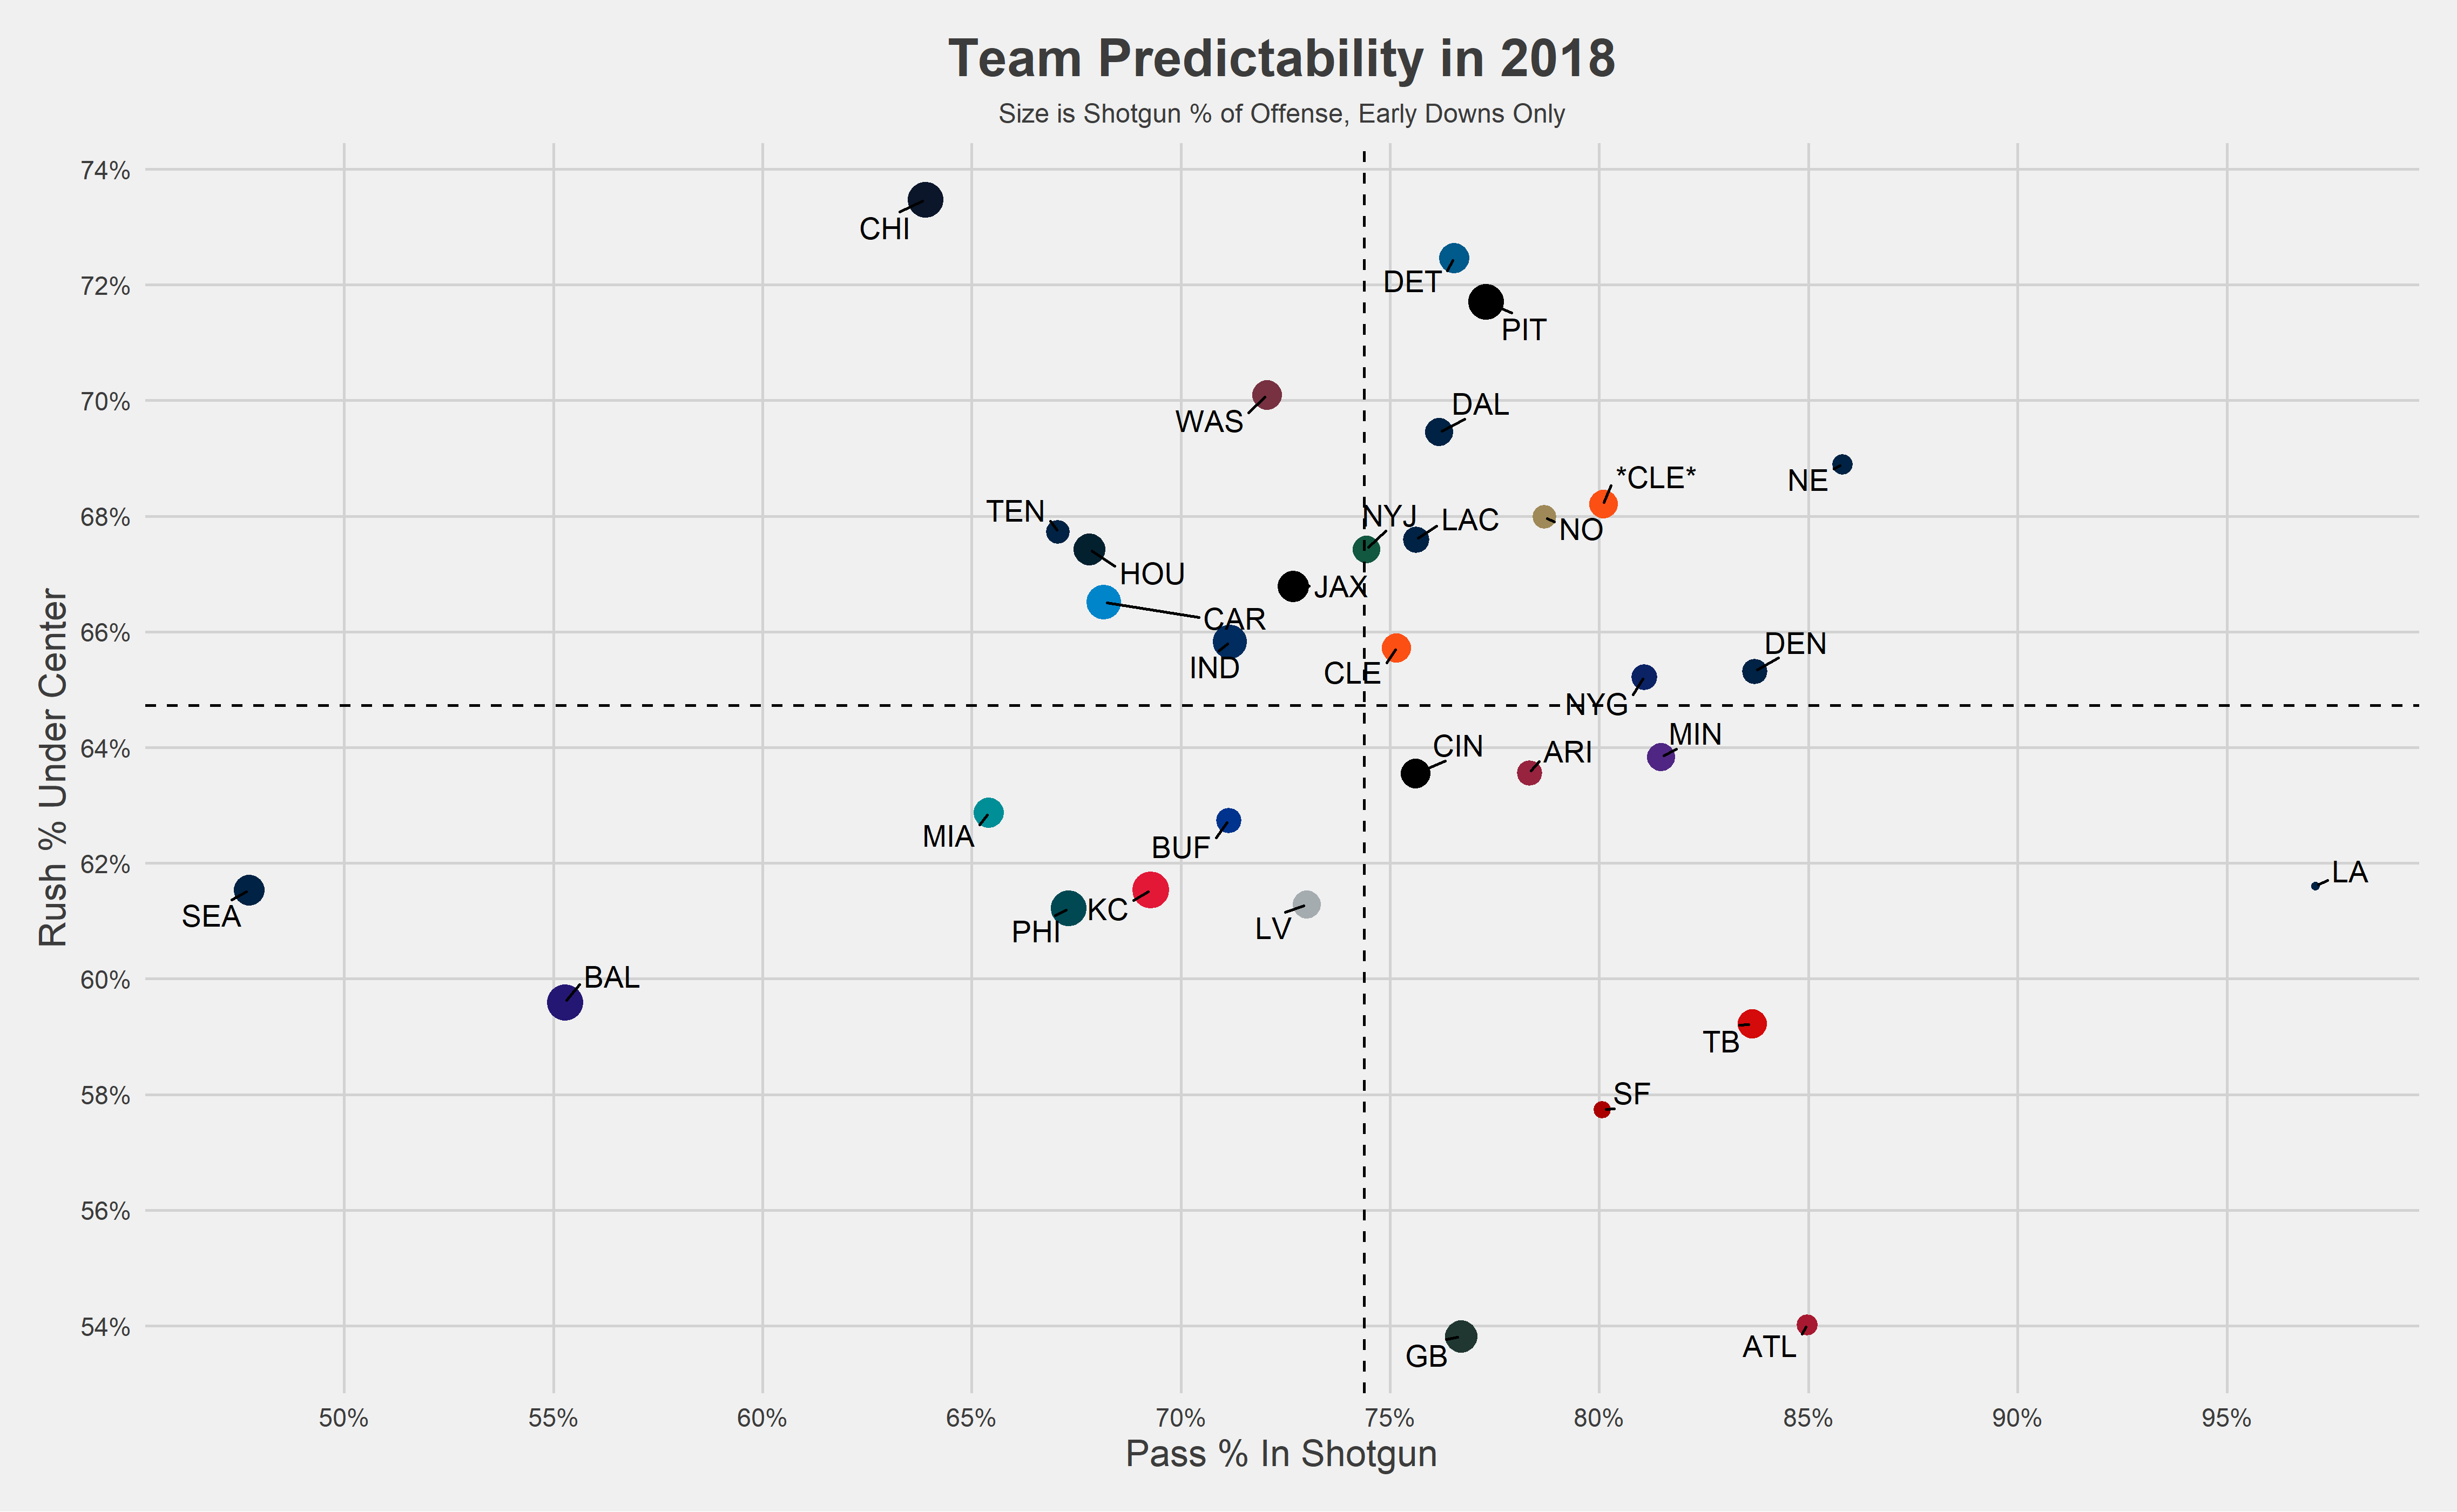 Team Predictability in 2018
Size is Shotgun % of Offense, Early Downs Only
Rush % Under Center
74%
72%
70%
68%
66%
64%
62%
60%
58%
56%
54%
CHI
DET
PIT
WAS
DAL
NE
*CLE*
TEN
NYJ
LAC
NO
HOU
JAX
CAR
IND
CLE
DEN
NYG
MIN
CIN
ARI
MIA
BUF
LA
SEA
PHI
KC
LV
BAL
TB
SF
GB
ATL
50%
55%
60%
65%
70%
75%
80%
85%
90%
95%
Pass % In Shotgun